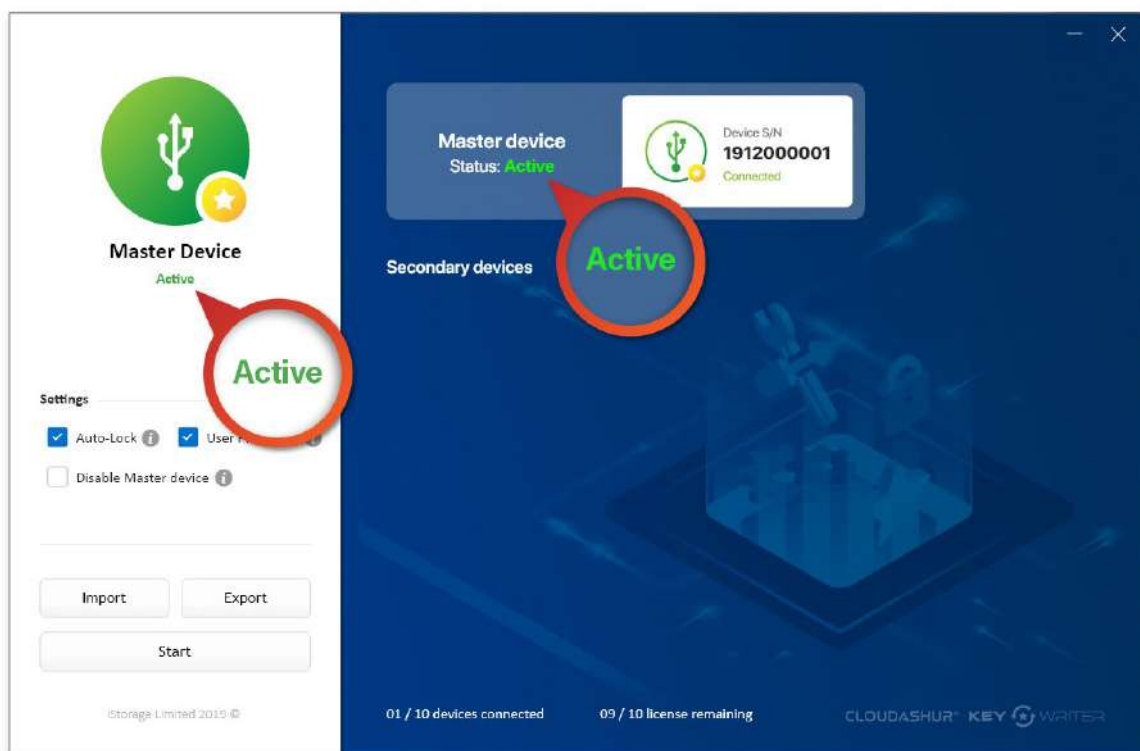 Master Device
Active
Active
Settings
Auto-Lock
User
Disable Master device
Import
Export
Start
iStorage Limited 2019 ©
Master device
Status: Active
Device S/N
1912000001
Connected
Active
Secondary devices
01 / 10 devices connected
09 / 10 license remaining
CLOUDASHUR™ KEY WRITER